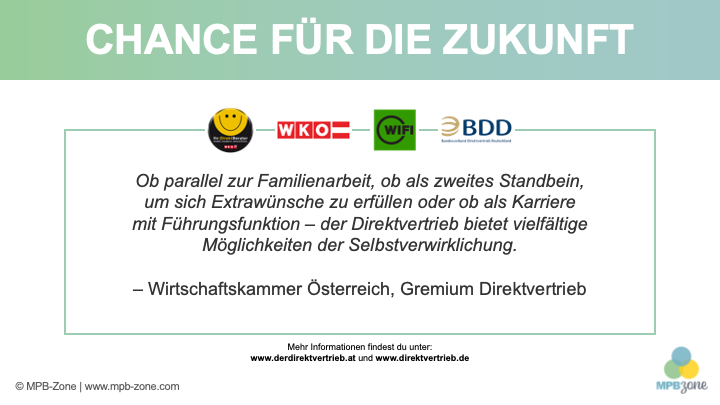 CHANCE FÜR DIE ZUKUNFT
WKO
WIFI
BDD
Ob parallel zur Familienarbeit, ob als zweites Standbein,
um sich Extrawünsche zu erfüllen oder ob als Karriere
mit Führungsfunktion – der Direktvertrieb bietet vielfältige
Möglichkeiten der Selbstverwirklichung.
– Wirtschaftskammer Österreich, Gremium Direktvertrieb
Mehr Informationen findest du unter:
www.derdirektvertrieb.at und www.direktvertrieb.de
© MPB-Zone | www.mpb-zone.com
MPBzone